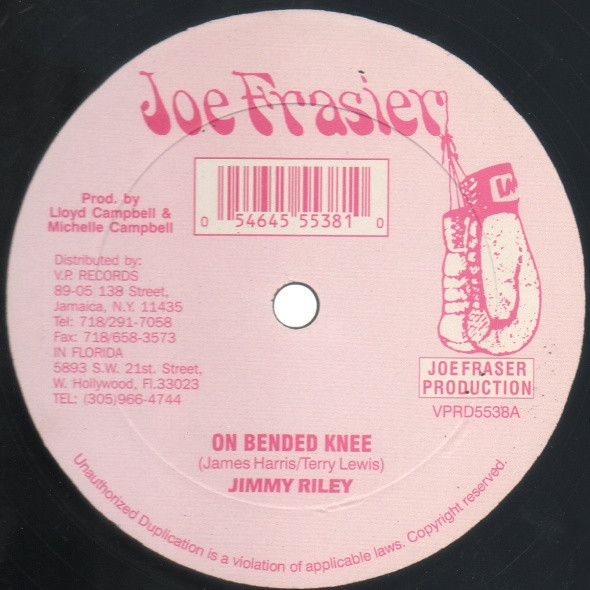 Joe Frasier
0 54645 55381 0
Prod. by
Lloyd Campbell &
Michelle Campbell
Distributed by:
V.P. RECORDS
89-05 138 Street,
Jamaica, N.Y. 11435
Tel: 718/291-7058
Fax: 718/658-3573
IN FLORIDA
5893 S.W. 21st. Street,
W. Hollywood, Fl.33023
TEL: (305)966-4744
JOE FRASER
PRODUCTION
VPRD5538A
ON BENDED KNEE
(James Harris/Terry Lewis)
JIMMY RILEY
Unauthorized Duplication is a violation of applicable laws. Copyright reserved.